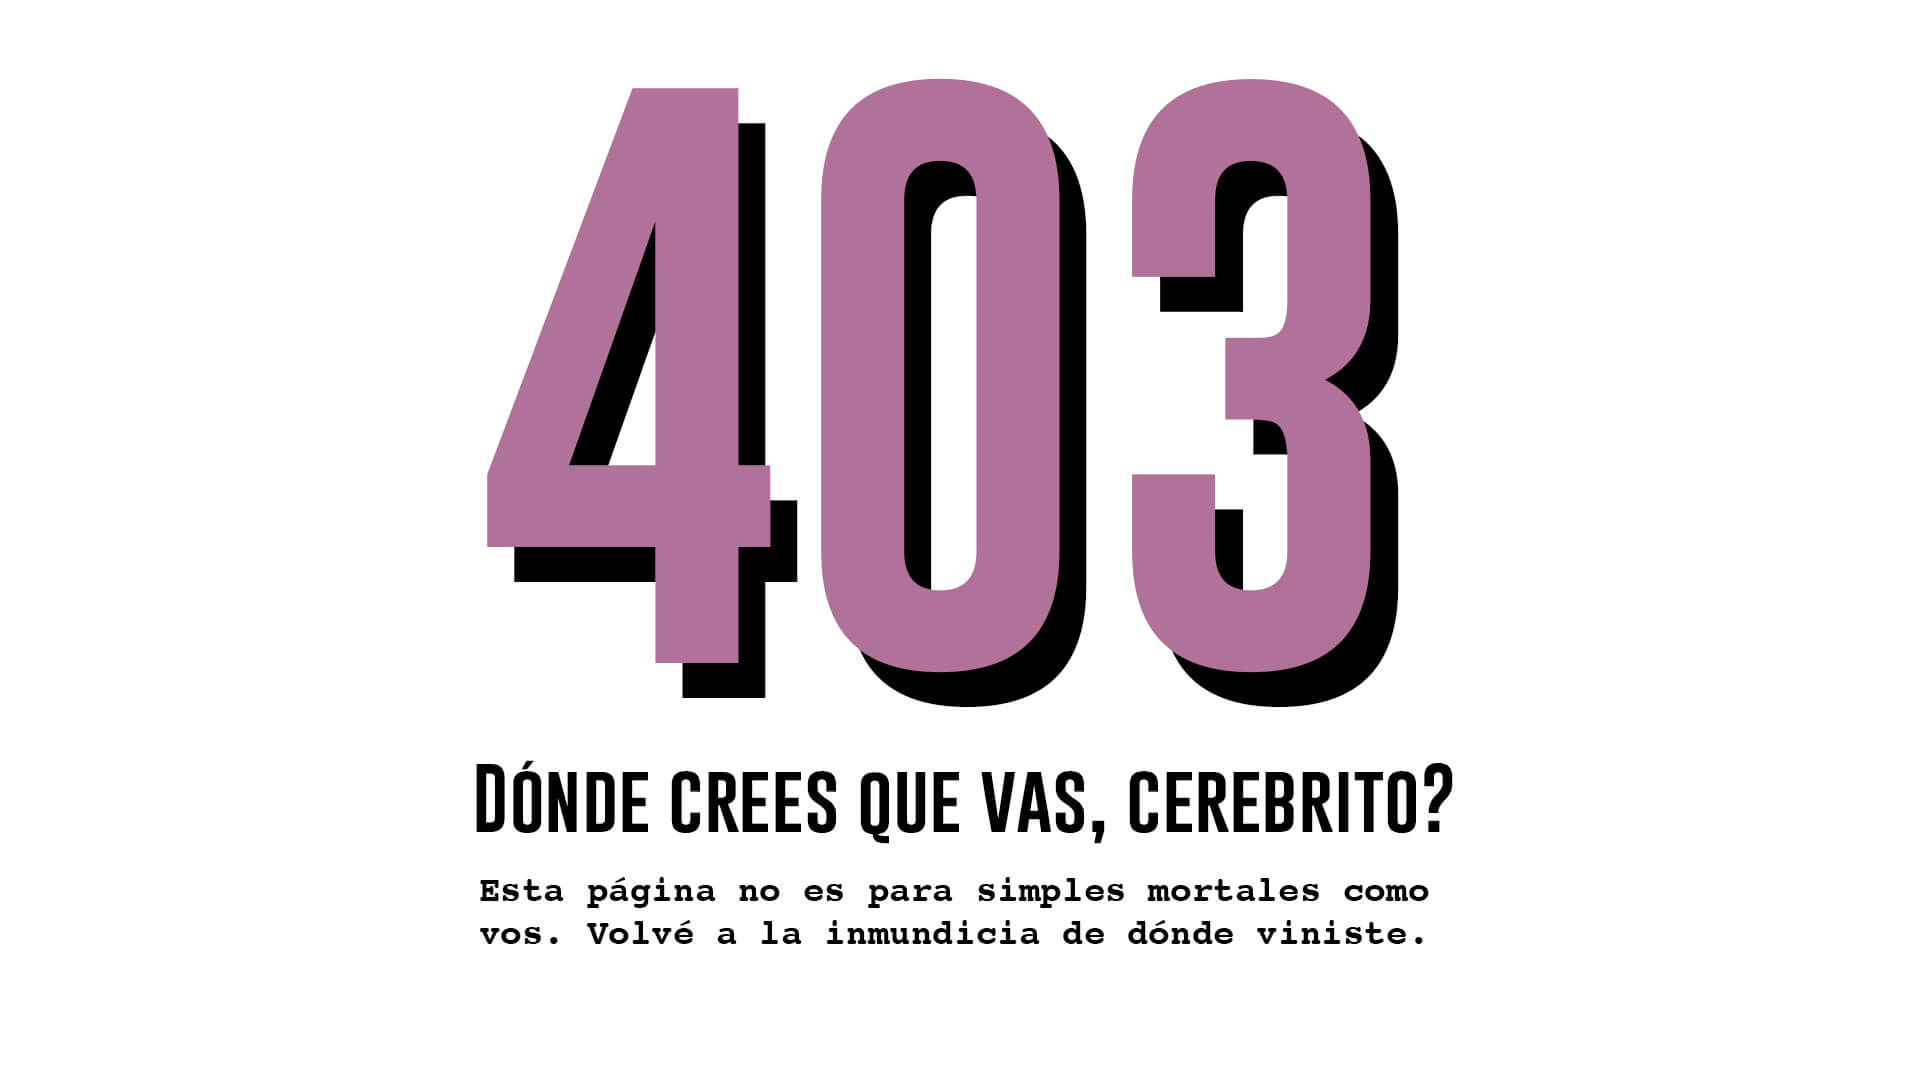 403
Dónde crees que vas, cerebrito?
Esta página no es para simples mortales como
vos. Volvé a la inmundicia de dónde viniste.